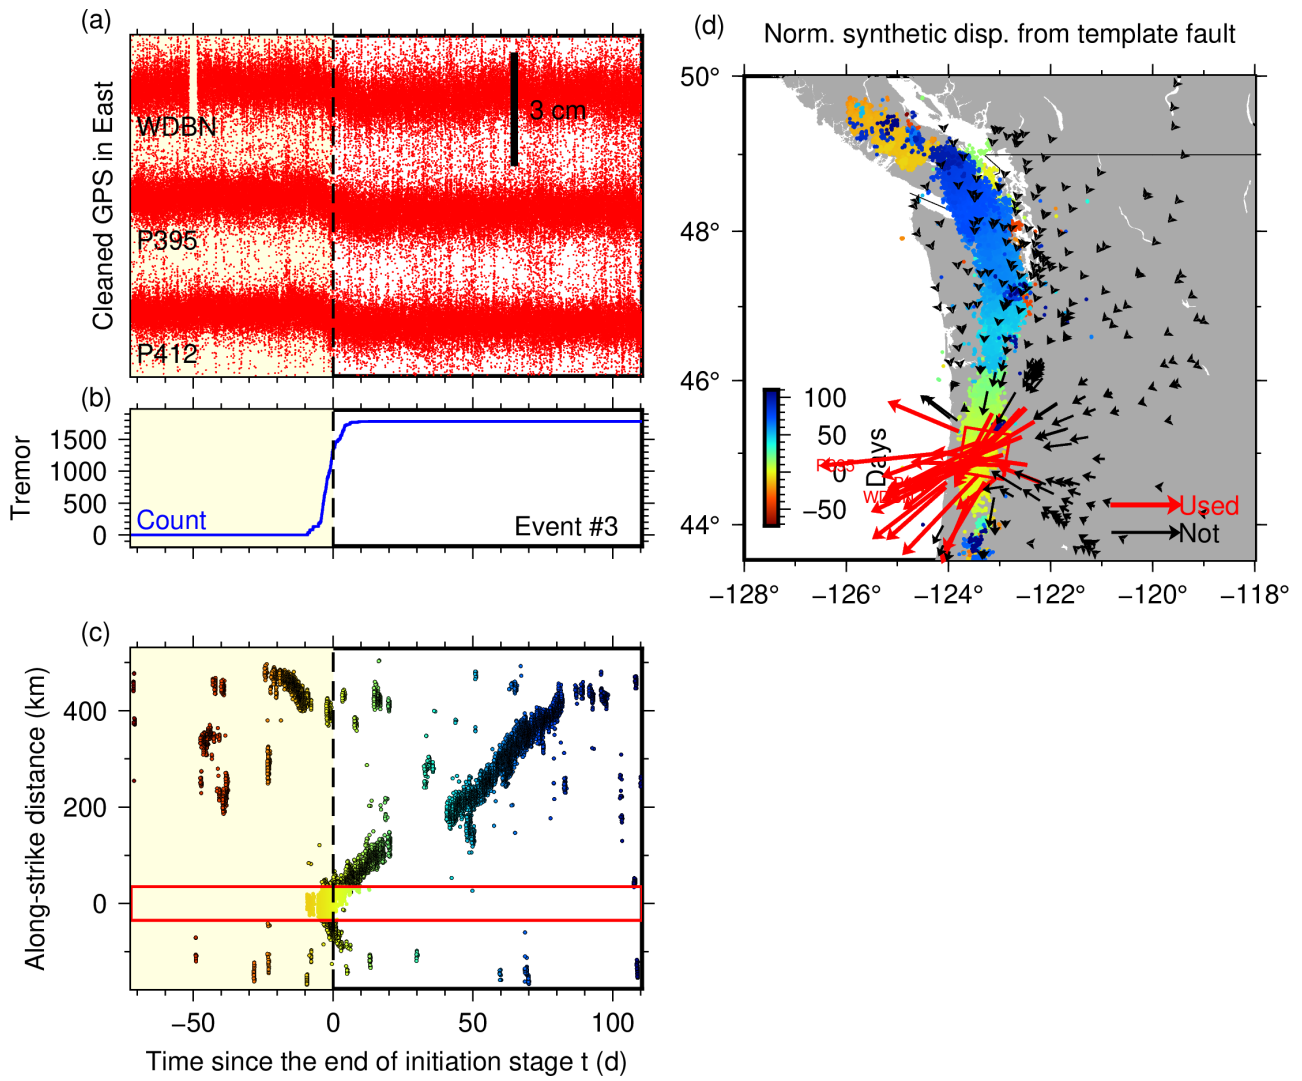 (a)
Cleaned GPS in East
WDBN
P395
P412
3 cm
(b)
Tremor
1500
1000
500
0
Count
Event #3
(c)
Along-strike distance (km)
400
200
0
−50
0
50
100
Time since the end of initiation stage t (d)
(d)
Norm. synthetic disp. from template fault
50°
48°
46°
44°
100
50
0
−50
Days
P395
Used
Not
−128°
−126°
−124°
−122°
−120°
−118°